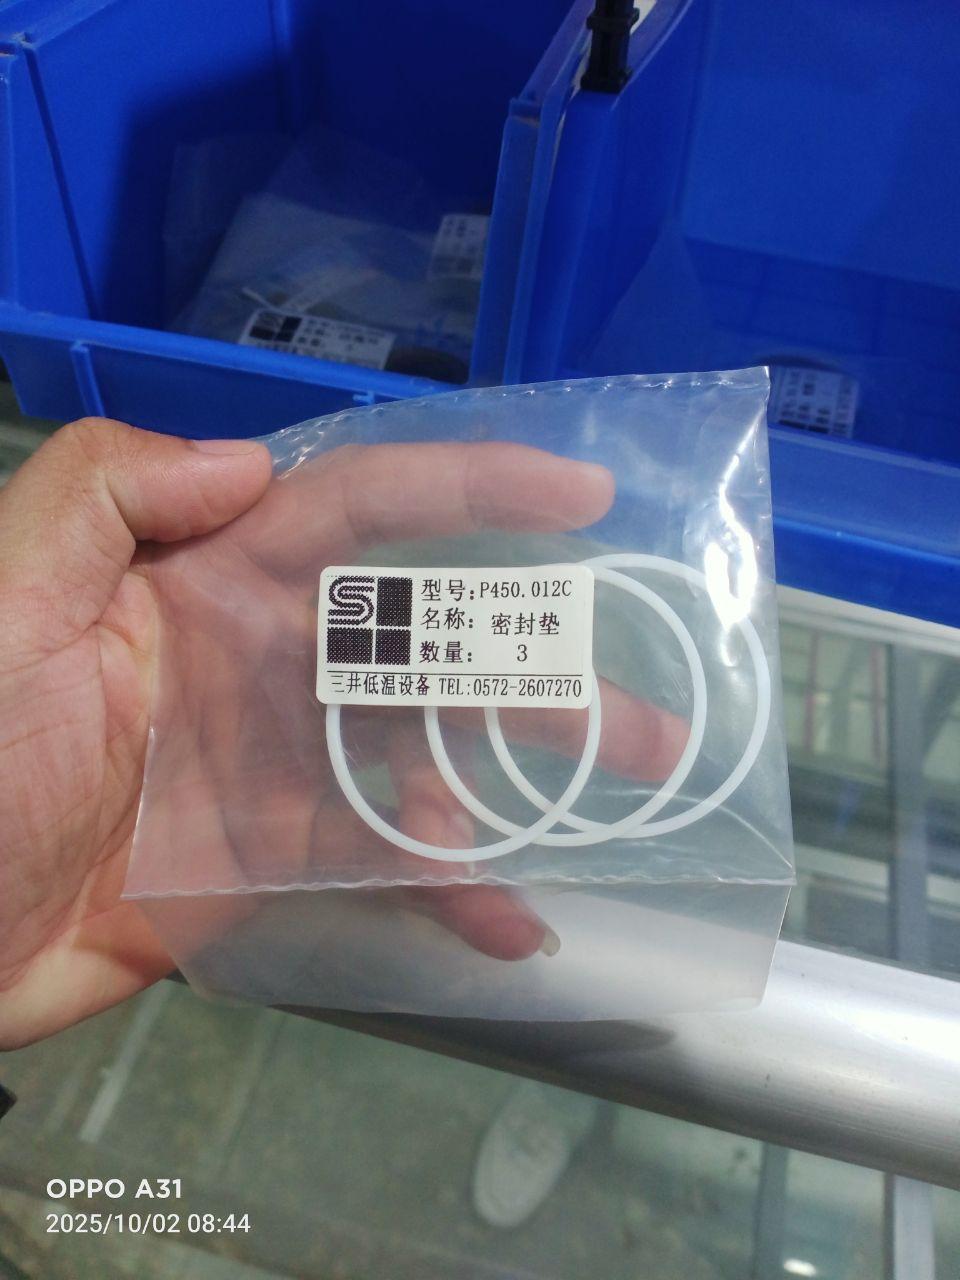 型号:P450.012C
名称: 密封垫
数量: 3
三井低温设备 TEL:0572-2607270
OPPO A31
2025/10/02 08:44